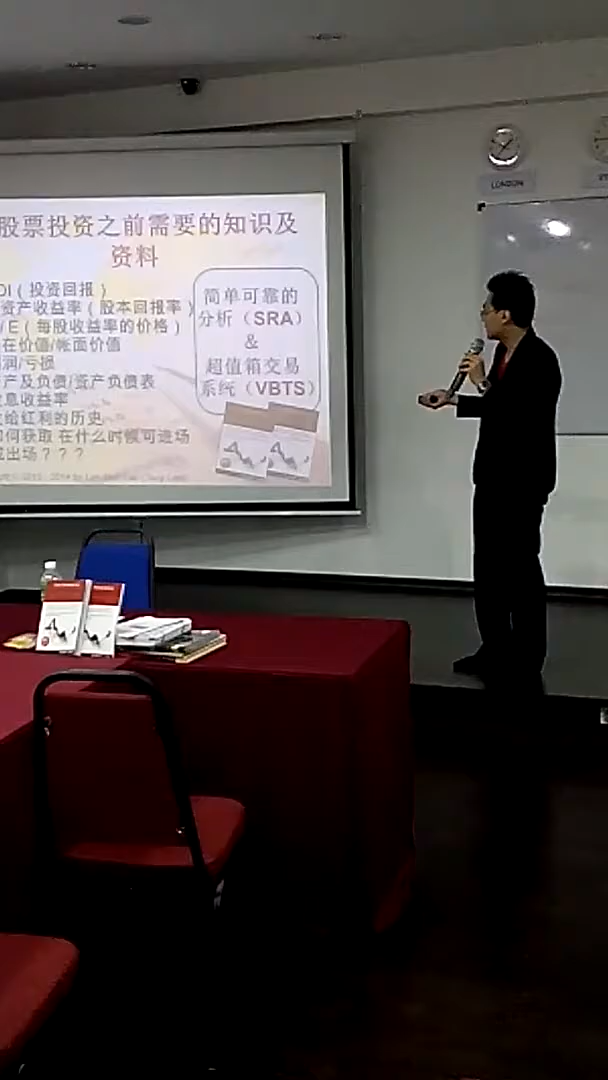 股票投资之前需要的知识及
资料
OI（投资回报）
资产收益率（股本回报率）
/E（每股收益率的价格）
在价值/帐面价值
润/亏损
产及负债/资产负债表
息收益率
给红利的历史
何获取 在什么时候可进场
出场？？？
简单可靠的
分析（SRA）
&
超值箱交易
系统（VBTS）
LONDON